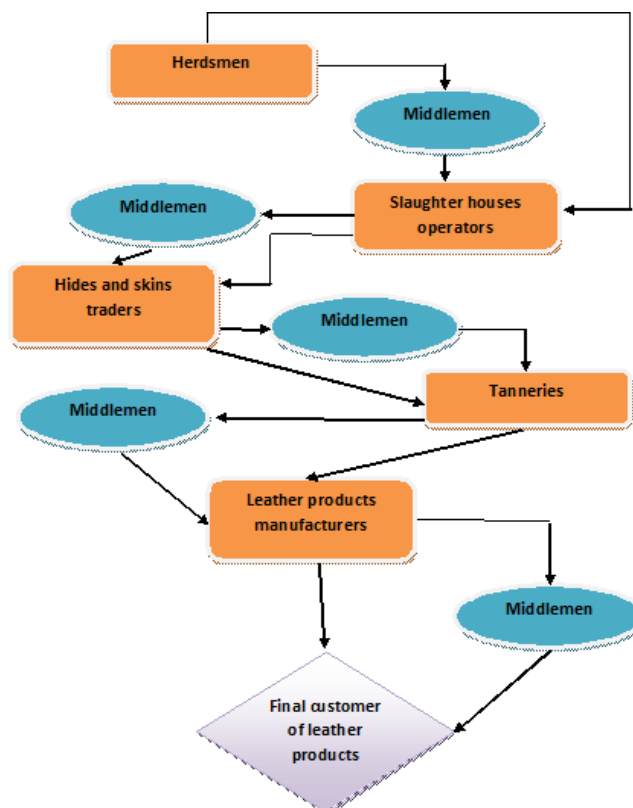 Herdsmen
Middlemen
Slaughter houses
operators
Middlemen
Hides and skins
traders
Middlemen
Tanneries
Middlemen
Leather products
manufacturers
Middlemen
Final customer
of leather
products